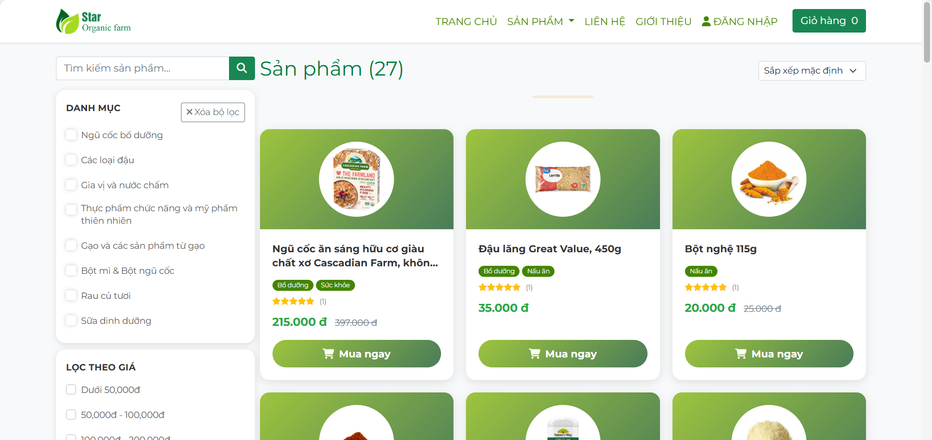 Star
Organic farm
TRANG CHỦ
SẢN PHẨM
LIÊN HỆ
GIỚI THIỆU
ĐĂNG NHẬP
Giỏ hàng 0
Tìm kiếm sản phẩm...
Sản phẩm (27)
Sắp xếp mặc định
DANH MỤC
Xóa bộ lọc
Ngũ cốc bổ dưỡng
Các loại đậu
Gia vị và nước chấm
Thực phẩm chức năng và mỹ phẩm
thiên nhiên
Gạo và các sản phẩm từ gạo
Bột mì & Bột ngũ cốc
Rau củ tươi
Sữa dinh dưỡng
LỌC THEO GIÁ
Dưới 50,000đ
50,000đ - 100,000đ
100,000đ - 200,000đ
Ngũ cốc ăn sáng hữu cơ giàu
chất xơ Cascadian Farm, khôn...
Bổ dưỡng
Sức khỏe
(1)
215.000 đ
397.000 đ
Mua ngay
Đậu lăng Great Value, 450g
Bổ dưỡng
Nấu ăn
(1)
35.000 đ
Mua ngay
Bột nghệ 115g
Nấu ăn
(1)
20.000 đ
25.000 đ
Mua ngay